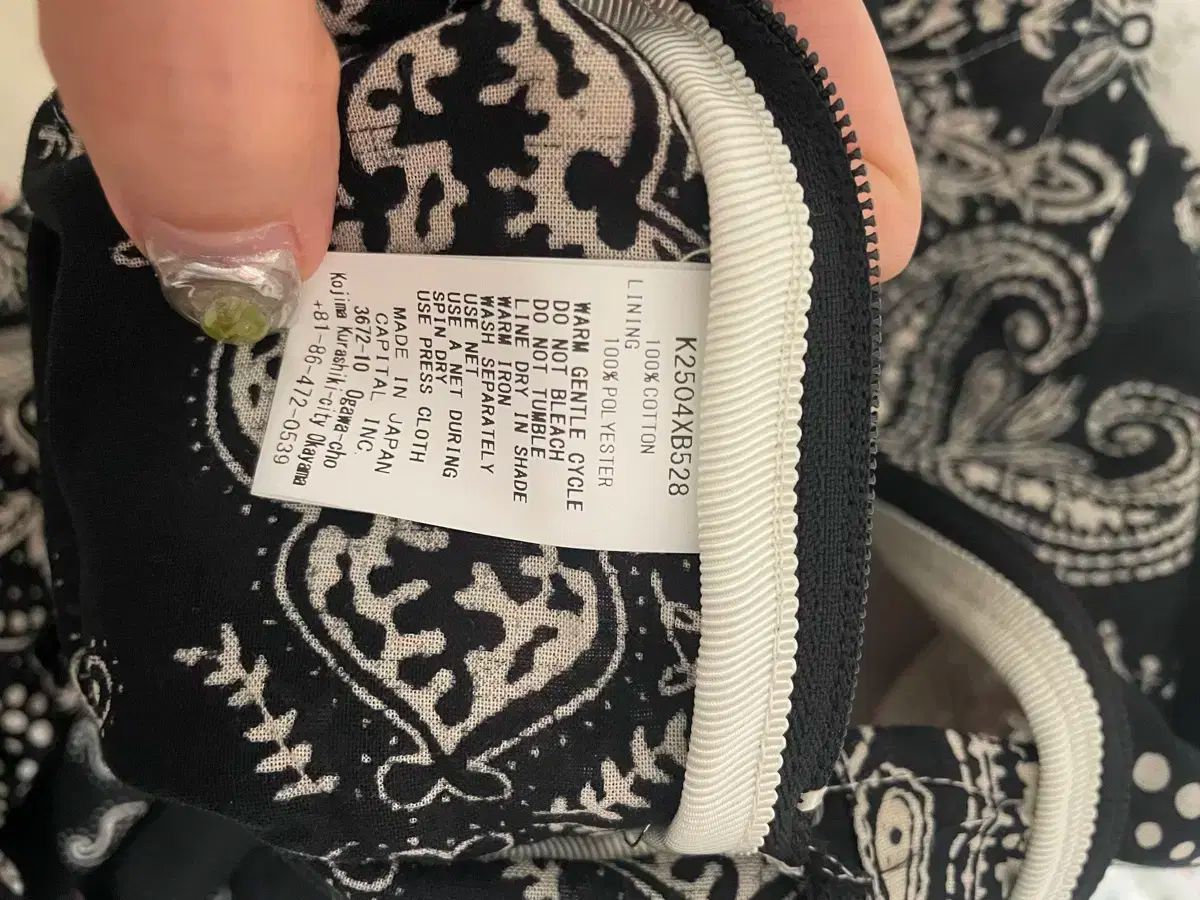 K2504XB528
100%COTTON
LINING
100%POLYESTER
WARM GENTLE CYCLE
DO NOT BLEACH
DO NOT TUMBLE
LINE DRY IN SHADE
WARM IRON
WASH SEPARATELY
USE NET
USE A NET DURING
SPIN DRY
USE PRESS CLOTH
MADE IN JAPAN
CAPITAL INC.
3672-10 Ogawa-cho
Kojima Kurashiki-city Okayama
+81-86-472-0539